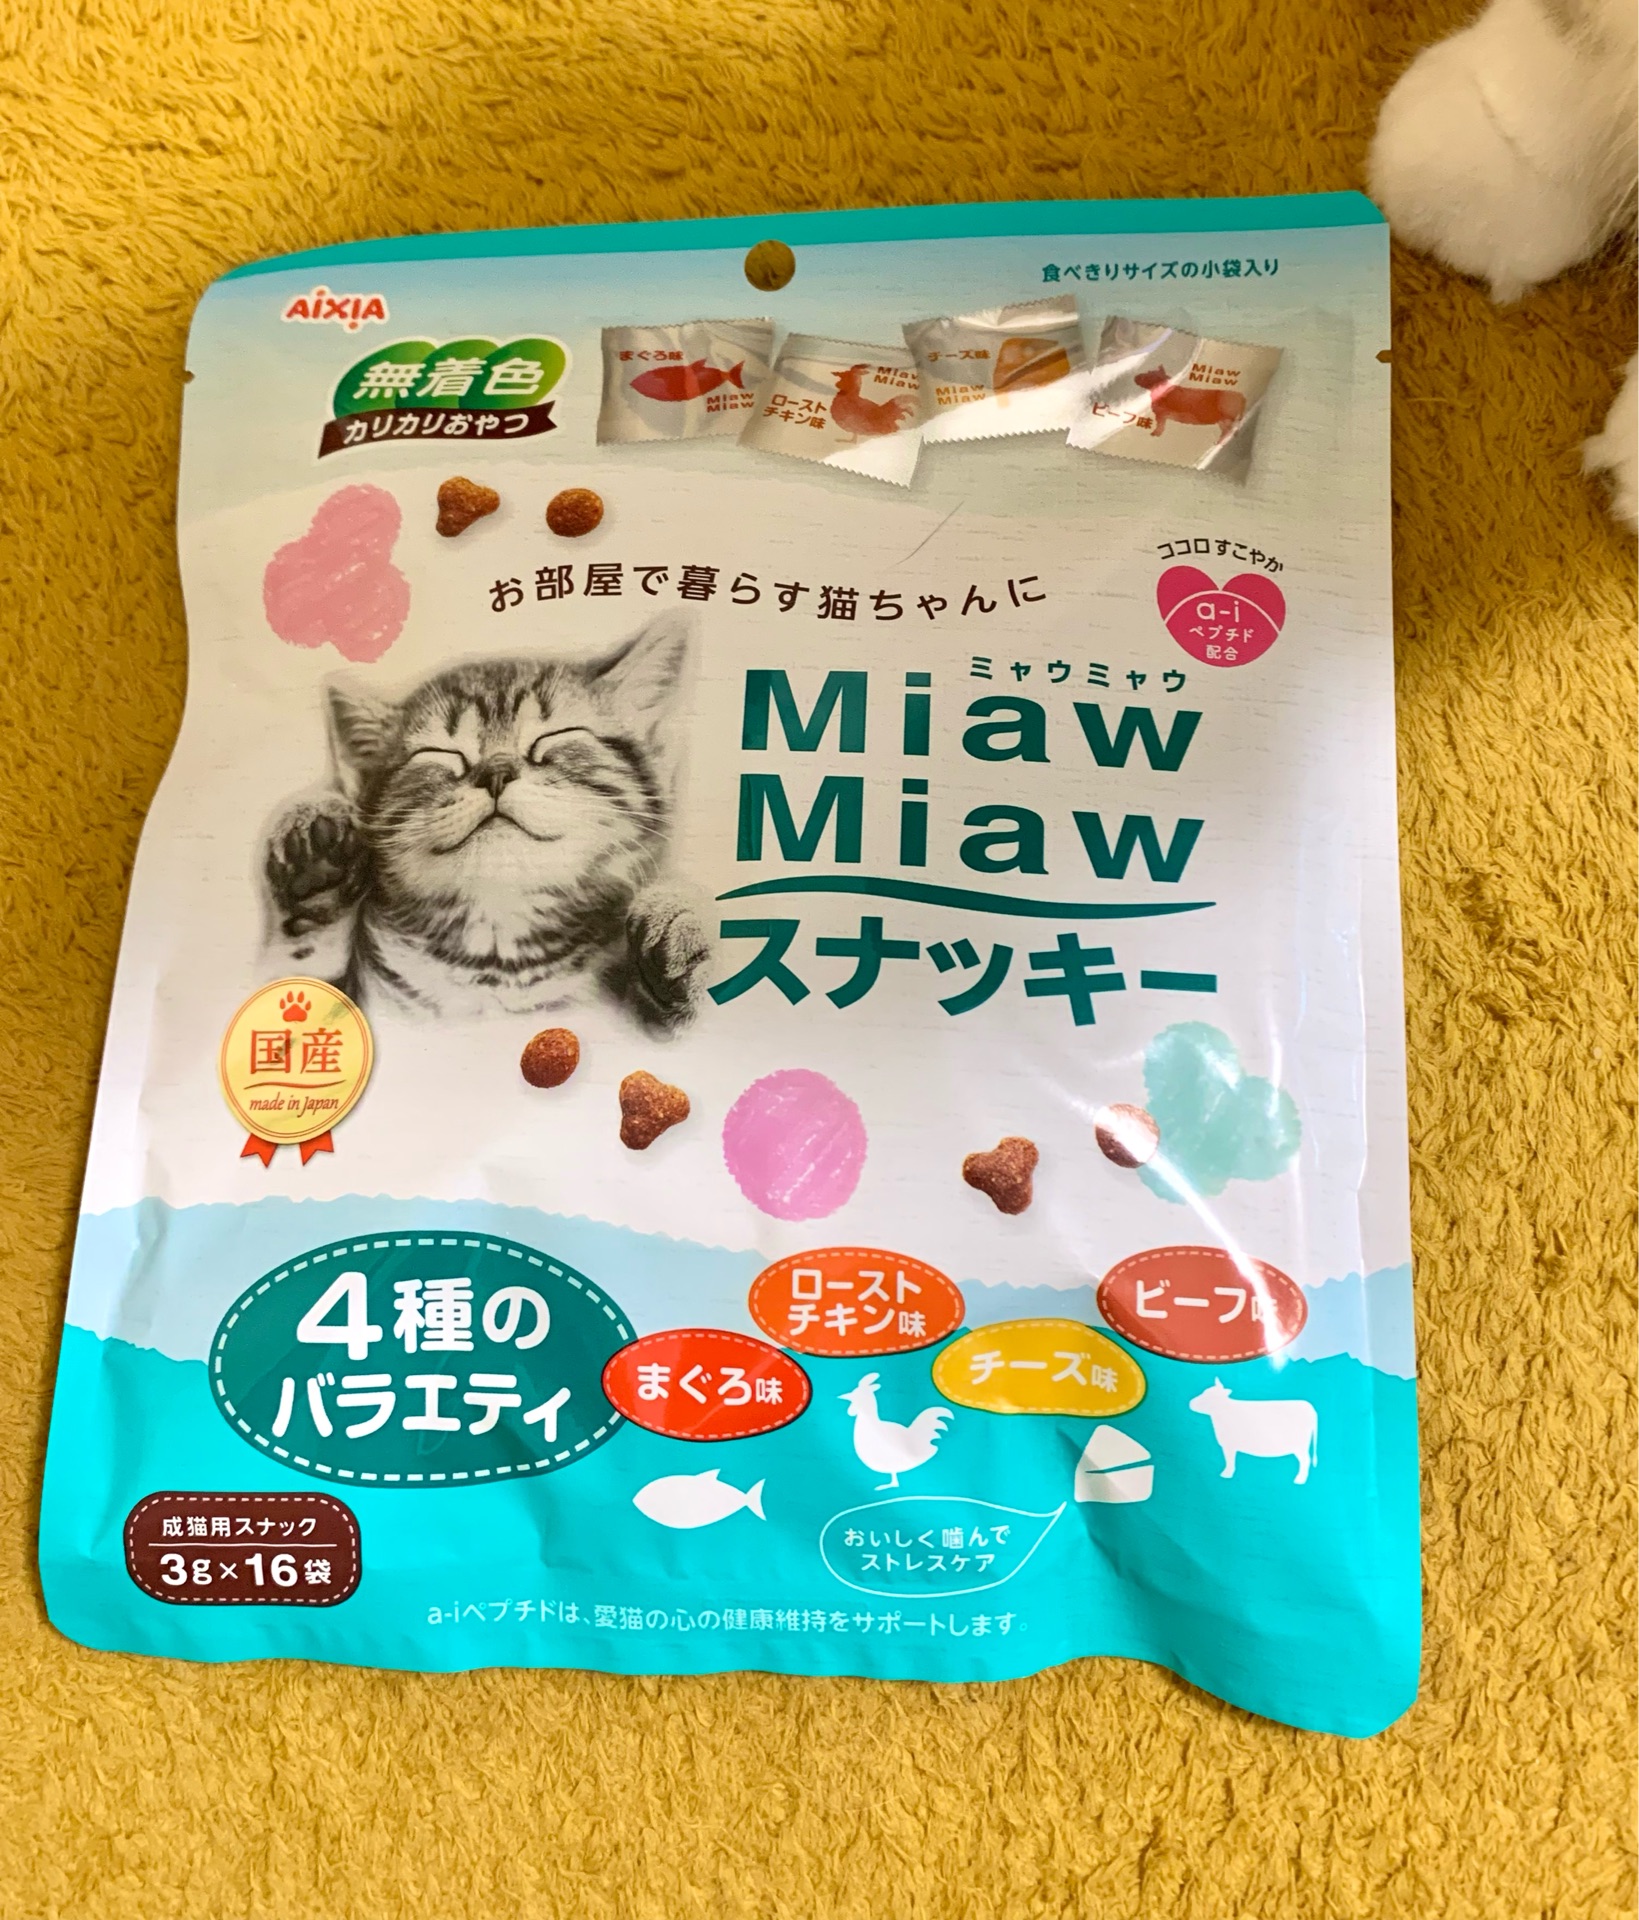 食べきりサイズの小袋入り
AIXIA
無着色
カリカリおやつ
まぐろ味
Miaw
Miaw
ロースト
チキン味
Miaw
Miaw
チーズ味
Miaw
Miaw
ビーフ味
Miaw
Miaw
お部屋で暮らす猫ちゃんに
ココロすこやか
a-i
ペプチド
配合
ミャウミャウ
Miaw
Miaw
スナッキー
国産
made in Japan
4種の
バラエティ
まぐろ味
ロースト
チキン味
チーズ味
ビーフ味
成猫用スナック
3g×16袋
おいしく噛んで
ストレスケア
a-iペプチドは、愛猫の心の健康維持をサポートします。